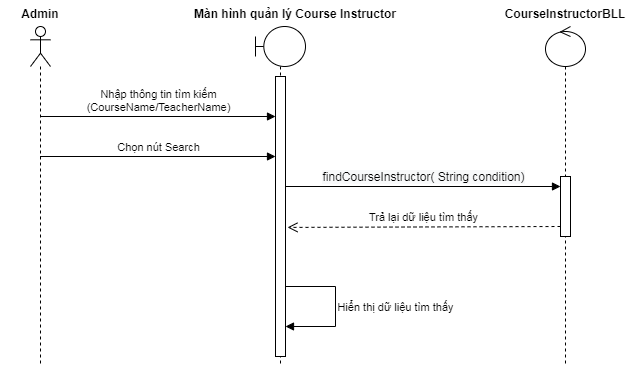 Admin
Màn hình quản lý Course Instructor
CourseInstructorBLL
Nhập thông tin tìm kiếm
(CourseName/TeacherName)
Chọn nút Search
findCourseInstructor( String condition)
Trả lại dữ liệu tìm thấy
Hiển thị dữ liệu tìm thấy